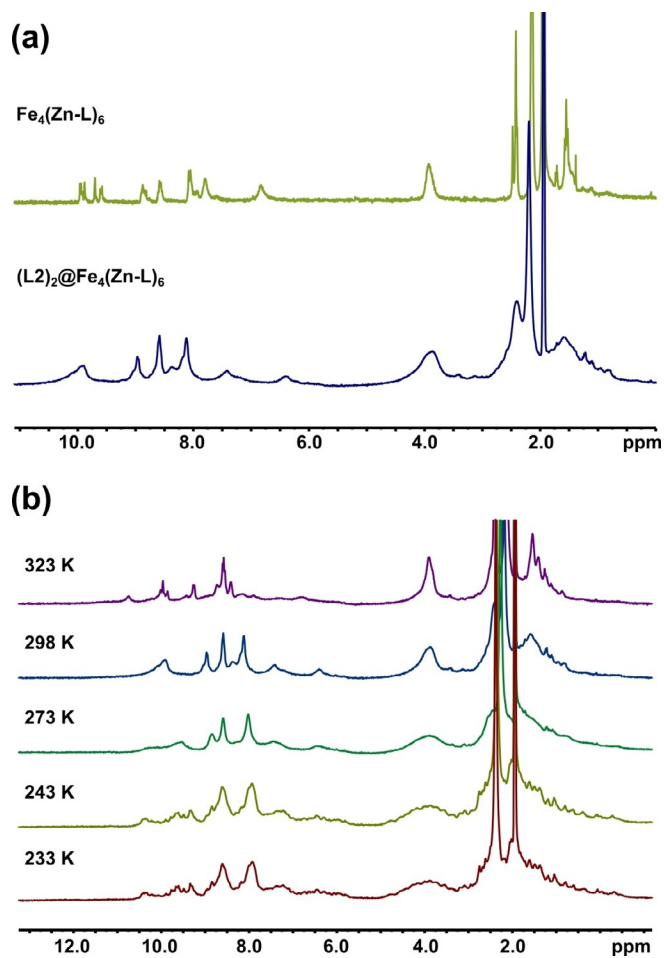 (a)
Fe₄(Zn-L)₆
(L2)₂@Fe₄(Zn-L)₆
10.0 8.0 6.0 4.0 2.0 ppm
(b)
323 K
298 K
273 K
243 K
233 K
12.0 10.0 8.0 6.0 4.0 2.0 ppm